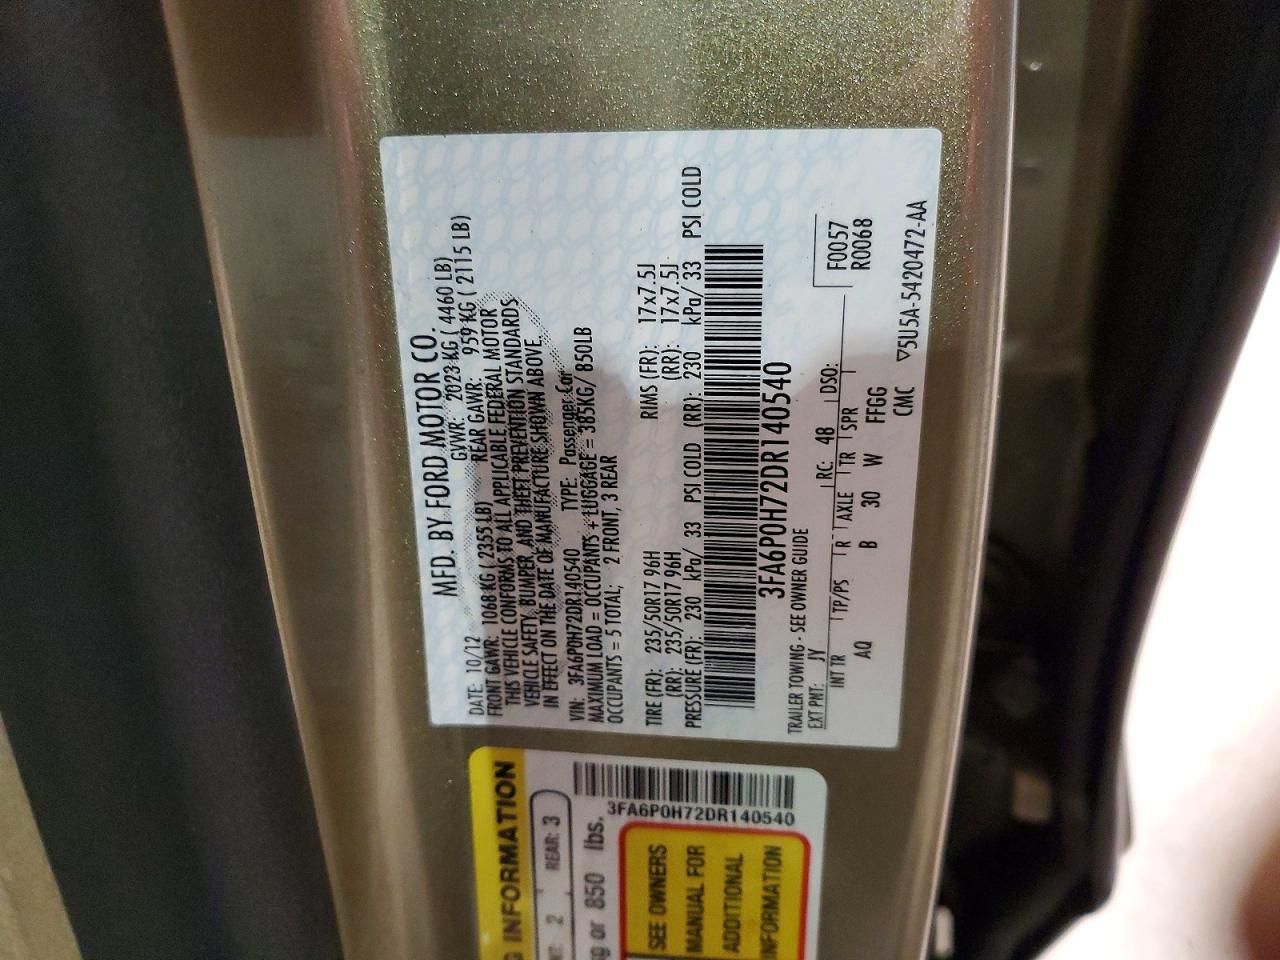 MFD. BY FORD MOTOR CO.
DATE: 10/12 GVWR: 2023 KG ( 4460 LB)
FRONT GAWR: 1068 KG ( 2355 LB) REAR GAWR: 959 KG ( 2115 LB)
THIS VEHICLE CONFORMS TO ALL APPLICABLE FEDERAL MOTOR
VEHICLE SAFETY, BUMPER, AND THEFT PREVENTION STANDARDS
IN EFFECT ON THE DATE OF MANUFACTURE SHOWN ABOVE.
VIN: 3FA6P0H72DR140540 TYPE: Passenger Car
MAXIMUM LOAD = OCCUPANTS + LUGGAGE = 385KG/ 850LB
OCCUPANTS = 5 TOTAL; 2 FRONT, 3 REAR
TIRE (FR): 235/50R17 96H RIMS (FR): 17x7.5J
(RR): 235/50R17 96H (RR): 17x7.5J
PRESSURE (FR): 230 kPa/ 33 PSI COLD (RR): 230 kPa/ 33 PSI COLD
3FA6P0H72DR140540
TRAILER TOWING - SEE OWNER GUIDE
F0057
EXT PNT: JY RC: 48 DSO: R0068
INT TR TP/PS R AXLE TR SPR
AQ B 30 W FFGG
CMC ▽5U5A-5420472-AA
G INFORMATION
NT: 2 REAR: 3
kg or 850 lbs.
3FA6P0H72DR140540
SEE OWNERS
MANUAL FOR
ADDITIONAL
INFORMATION